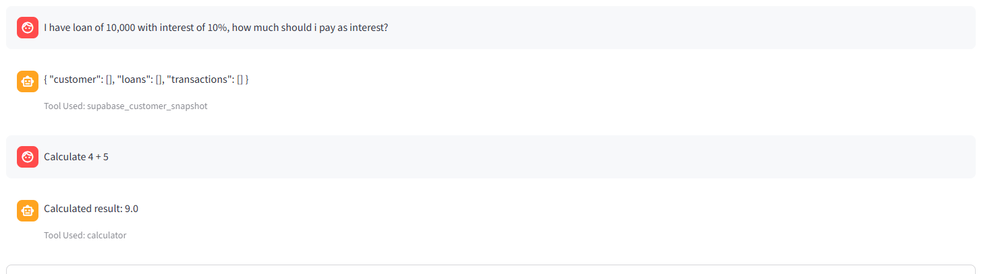 I have loan of 10,000 with interest of 10%, how much should i pay as interest?
{ "customer": [], "loans": [], "transactions": [] }
Tool Used: supabase_customer_snapshot
Calculate 4 + 5
Calculated result: 9.0
Tool Used: calculator